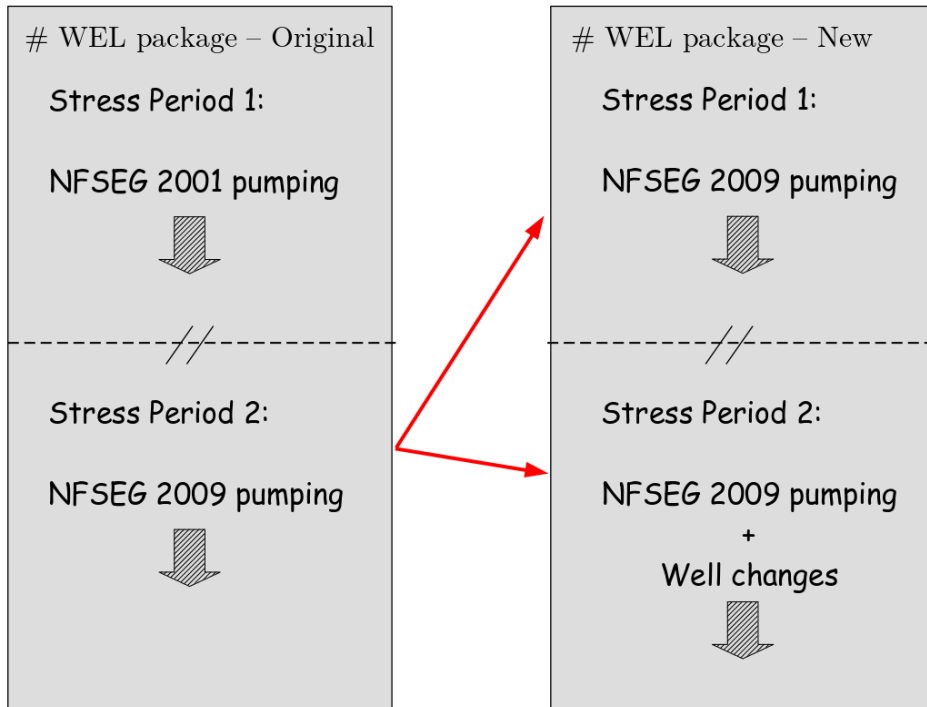 # WEL package – Original
Stress Period 1:
NFSEG 2001 pumping
Stress Period 2:
NFSEG 2009 pumping
# WEL package – New
Stress Period 1:
NFSEG 2009 pumping
Stress Period 2:
NFSEG 2009 pumping
+
Well changes